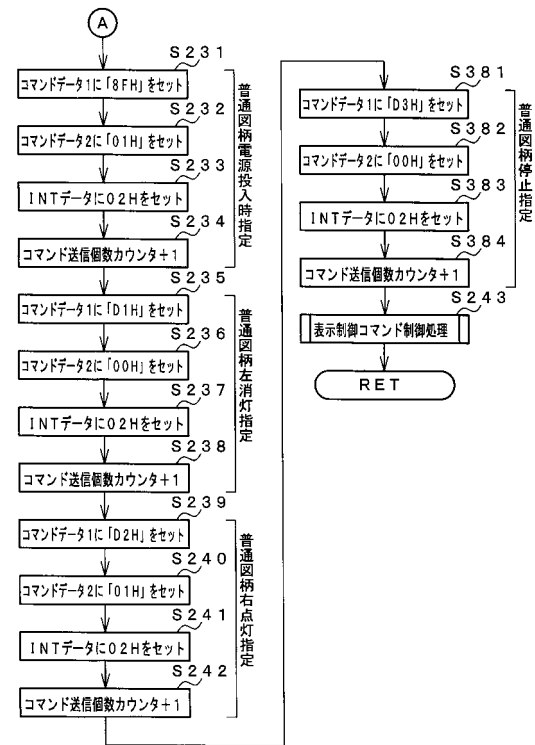 A
S231
コマンドデータ1に「8FH」をセット
S232
コマンドデータ2に「01H」をセット
S233
INTデータに02Hをセット
S234
コマンド送信個数カウンタ+1
普通図柄電源投入時指定
S235
コマンドデータ1に「D1H」をセット
S236
コマンドデータ2に「00H」をセット
S237
INTデータに02Hをセット
S238
コマンド送信個数カウンタ+1
普通図柄左消灯指定
S239
コマンドデータ1に「D2H」をセット
S240
コマンドデータ2に「01H」をセット
S241
INTデータに02Hをセット
S242
コマンド送信個数カウンタ+1
普通図柄右点灯指定
S381
コマンドデータ1に「D3H」をセット
S382
コマンドデータ2に「00H」をセット
S383
INTデータに02Hをセット
S384
コマンド送信個数カウンタ+1
普通図柄停止指定
S243
表示制御コマンド制御処理
RET